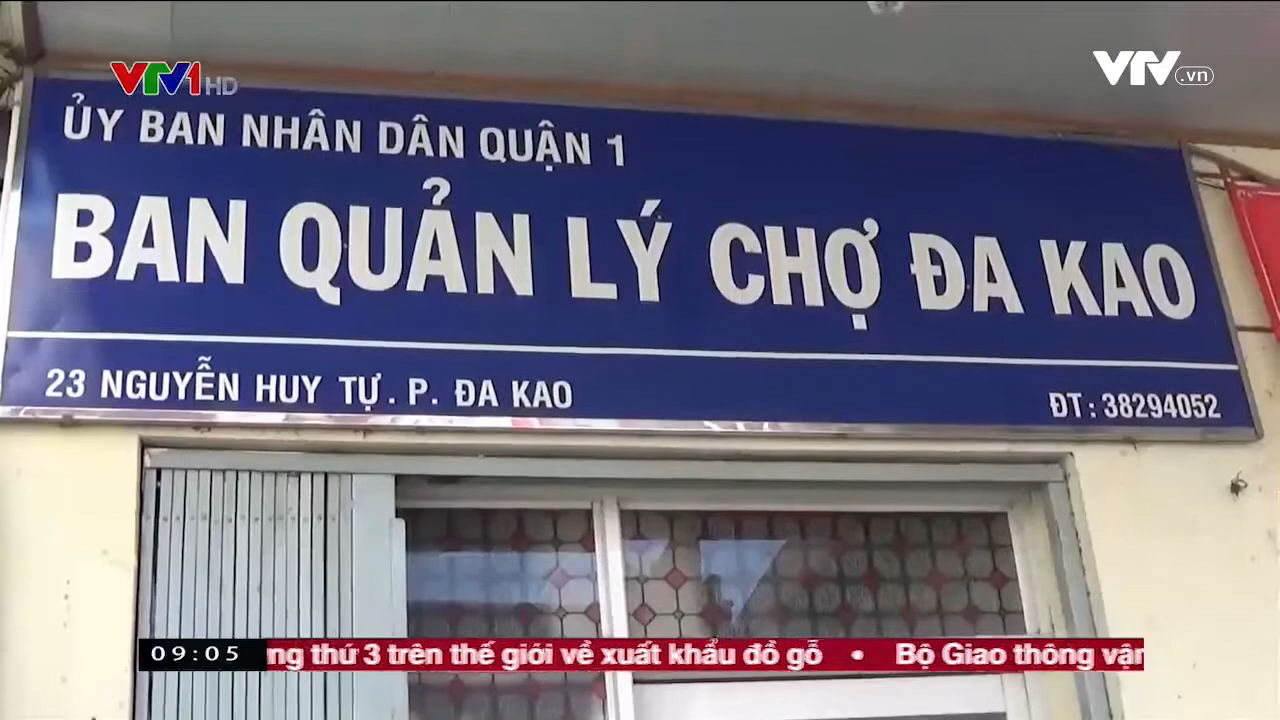 VTV1 HD
VTV.vn
ỦY BAN NHÂN DÂN QUẬN 1
BAN QUẢN LÝ CHỢ ĐA KAO
23 NGUYỄN HUY TỰ . P. ĐA KAO
ĐT : 38294052
09:05
thứ 3 trên thế giới về xuất khẩu đồ gỗ • Bộ Giao thông